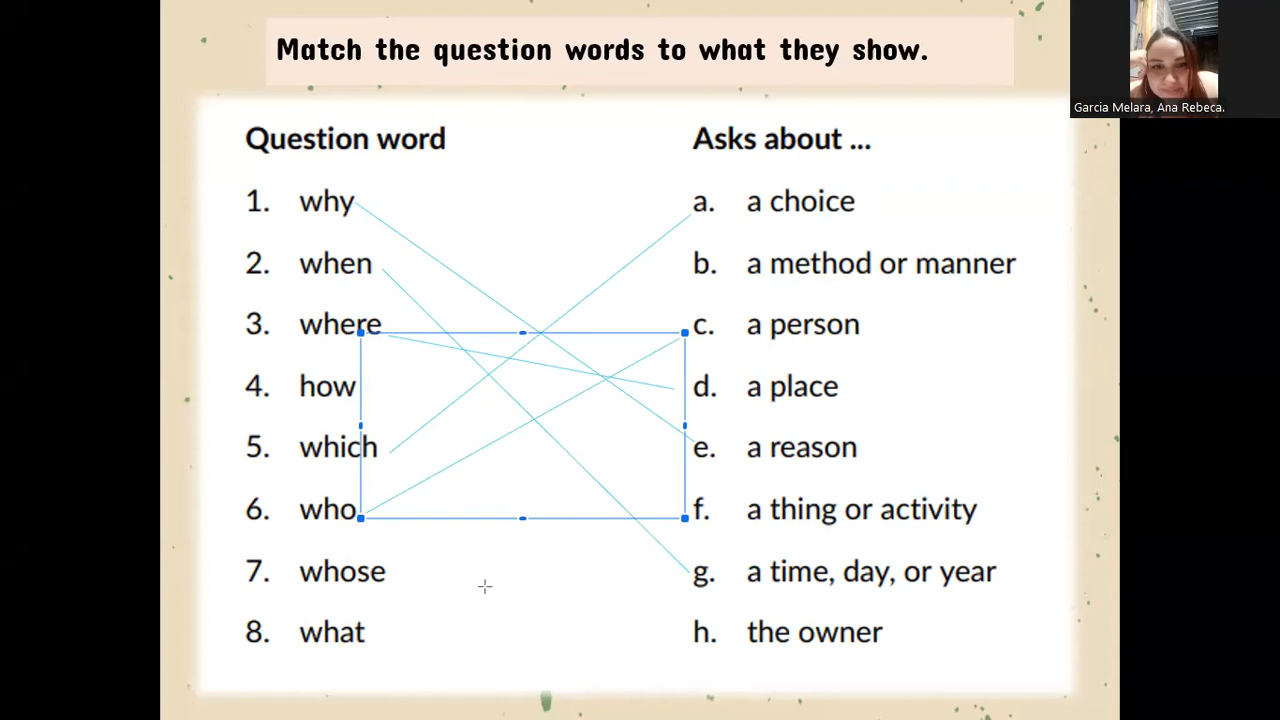 Match the question words to what they show.
Garcia Melara, Ana Rebeca.
Question word
1. why
2. when
3. where
4. how
5. which
6. who
7. whose
8. what
Asks about ...
a. a choice
b. a method or manner
c. a person
d. a place
e. a reason
f. a thing or activity
g. a time, day, or year
h. the owner